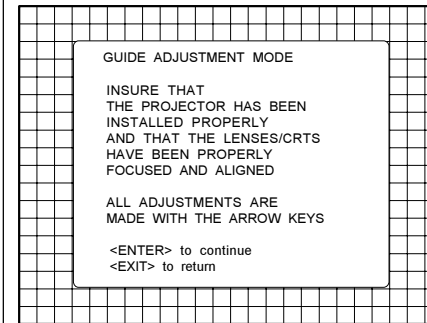 GUIDE ADJUSTMENT MODE
INSURE THAT
THE PROJECTOR HAS BEEN
INSTALLED PROPERLY
AND THAT THE LENSES/CRTS
HAVE BEEN PROPERLY
FOCUSED AND ALIGNED
ALL ADJUSTMENTS ARE
MADE WITH THE ARROW KEYS
<ENTER> to continue
<EXIT> to return